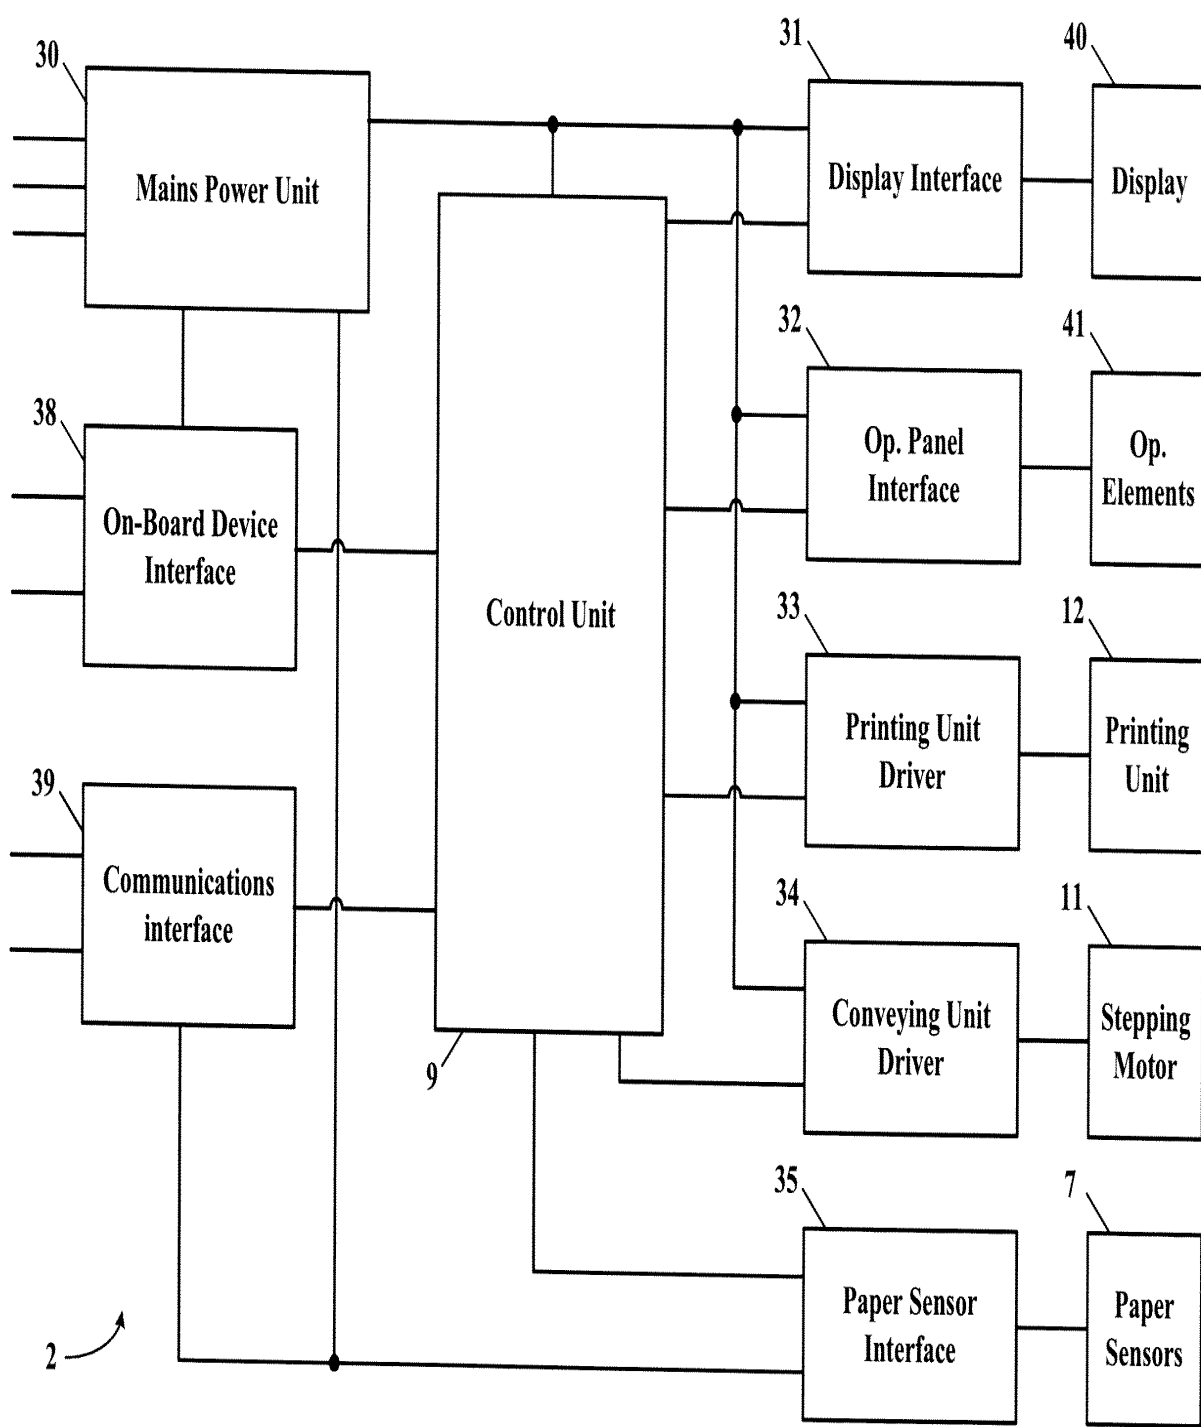 30
Mains Power Unit
31
Display Interface
40
Display
32
Op. Panel
Interface
41
Op.
Elements
38
On-Board Device
Interface
Control Unit
9
33
Printing Unit
Driver
12
Printing
Unit
39
Communications
interface
34
Conveying Unit
Driver
11
Stepping
Motor
35
Paper Sensor
Interface
7
Paper
Sensors
2